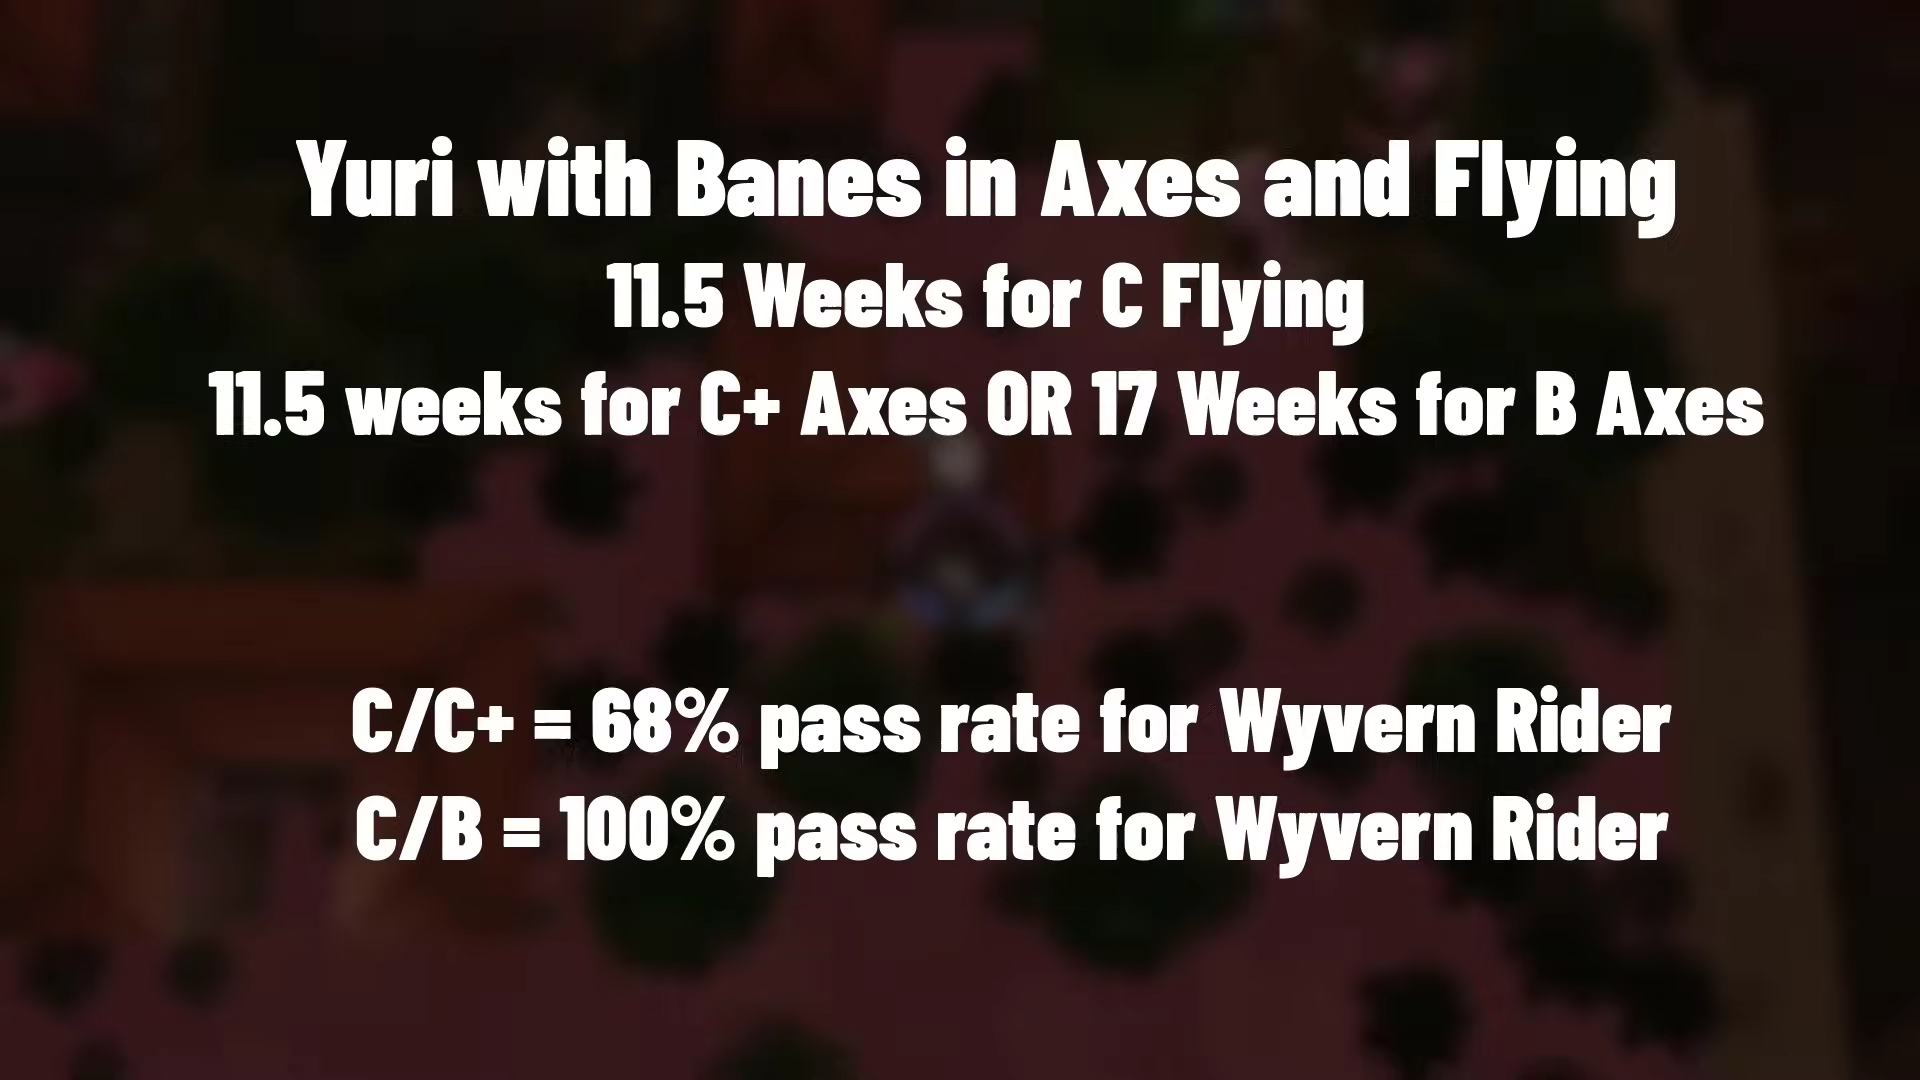 Yuri with Banes in Axes and Flying
11.5 Weeks for C Flying
11.5 weeks for C+ Axes OR 17 Weeks for B Axes
C/C+ = 68% pass rate for Wyvern Rider
C/B = 100% pass rate for Wyvern Rider